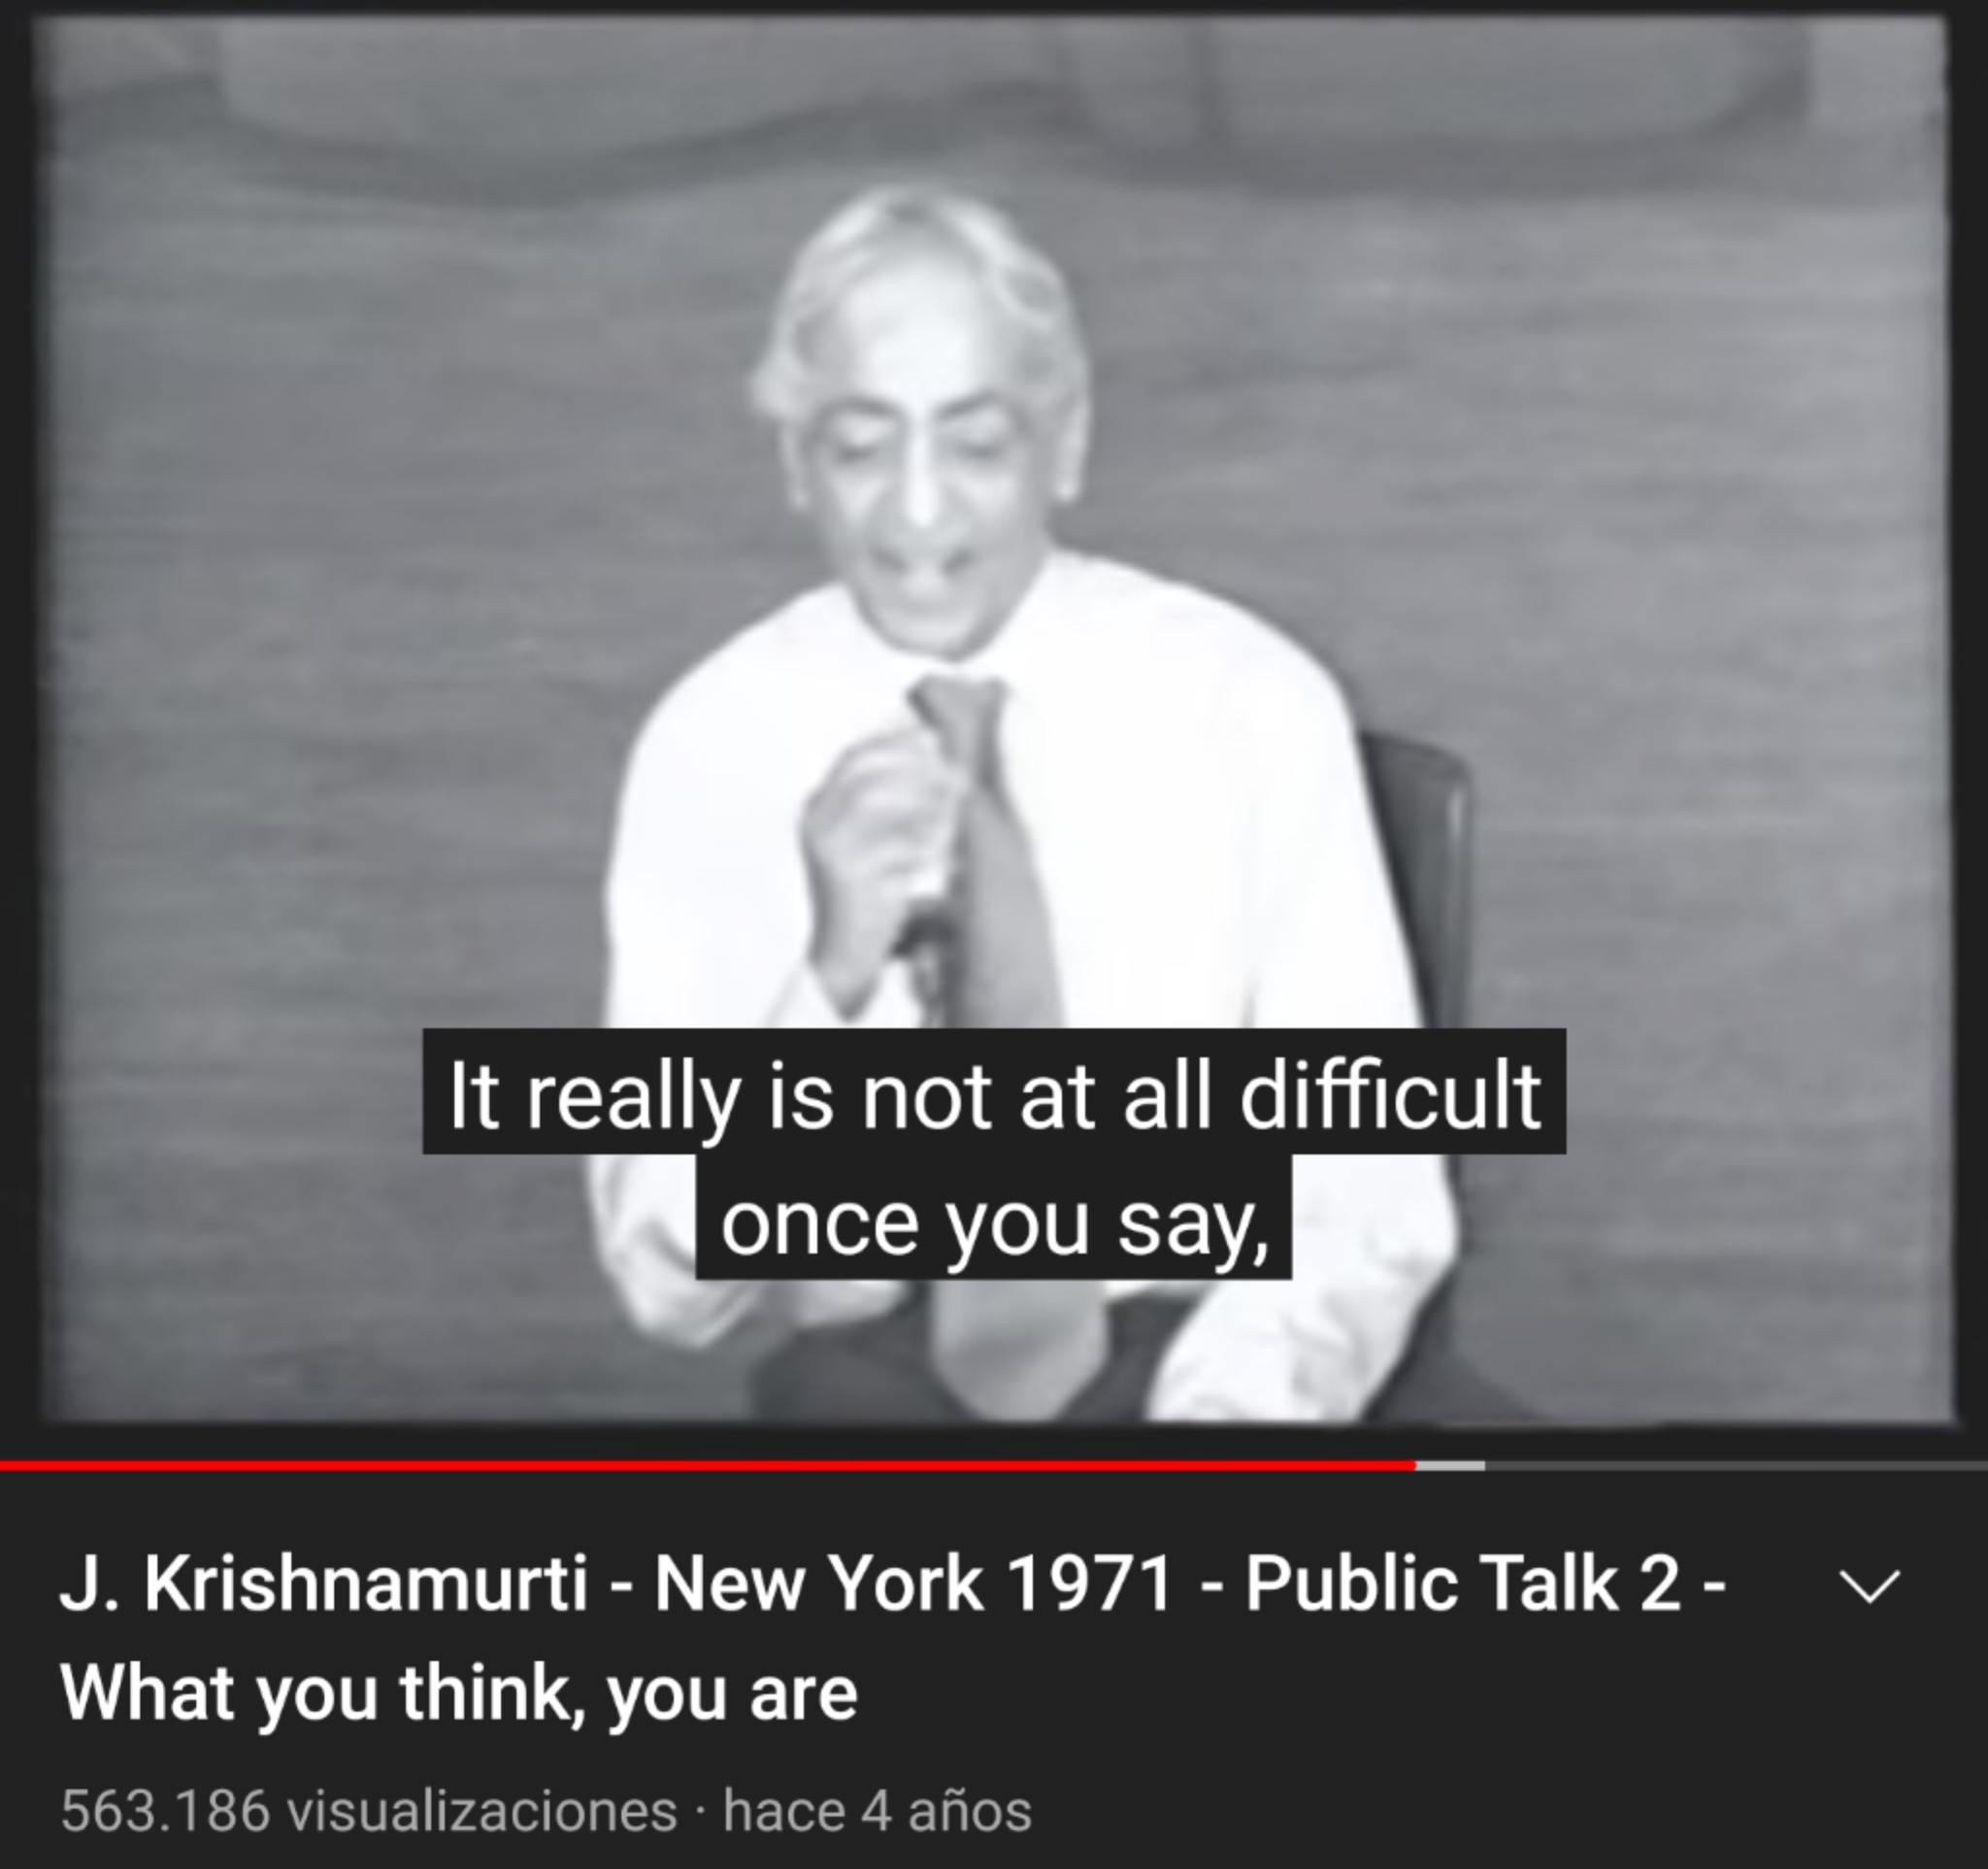 It really is not at all difficult
once you say,
J. Krishnamurti - New York 1971 - Public Talk 2 -
What you think, you are
563.186 visualizaciones · hace 4 años